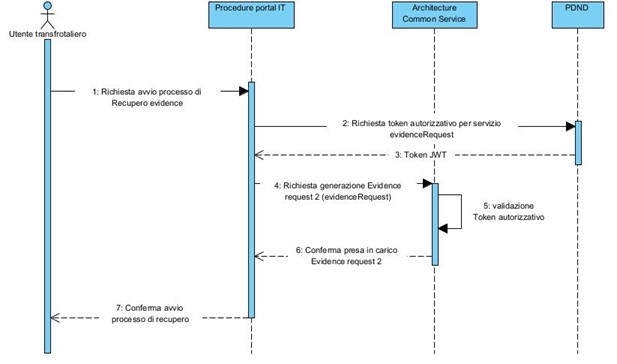 Utente transfrotaliero
Procedure portal IT
Architecture
Common Service
PDND
1: Richiesta avvio processo di
Recupero evidence
2: Richiesta token autorizzativo per servizio
evidenceRequest
3: Token JWT
4: Richiesta generazione Evidence
request 2 (evidenceRequest)
5: validazione
Token autorizzativo
6: Conferma presa in carico
Evidence request 2
7: Conferma avvio
processo di recupero